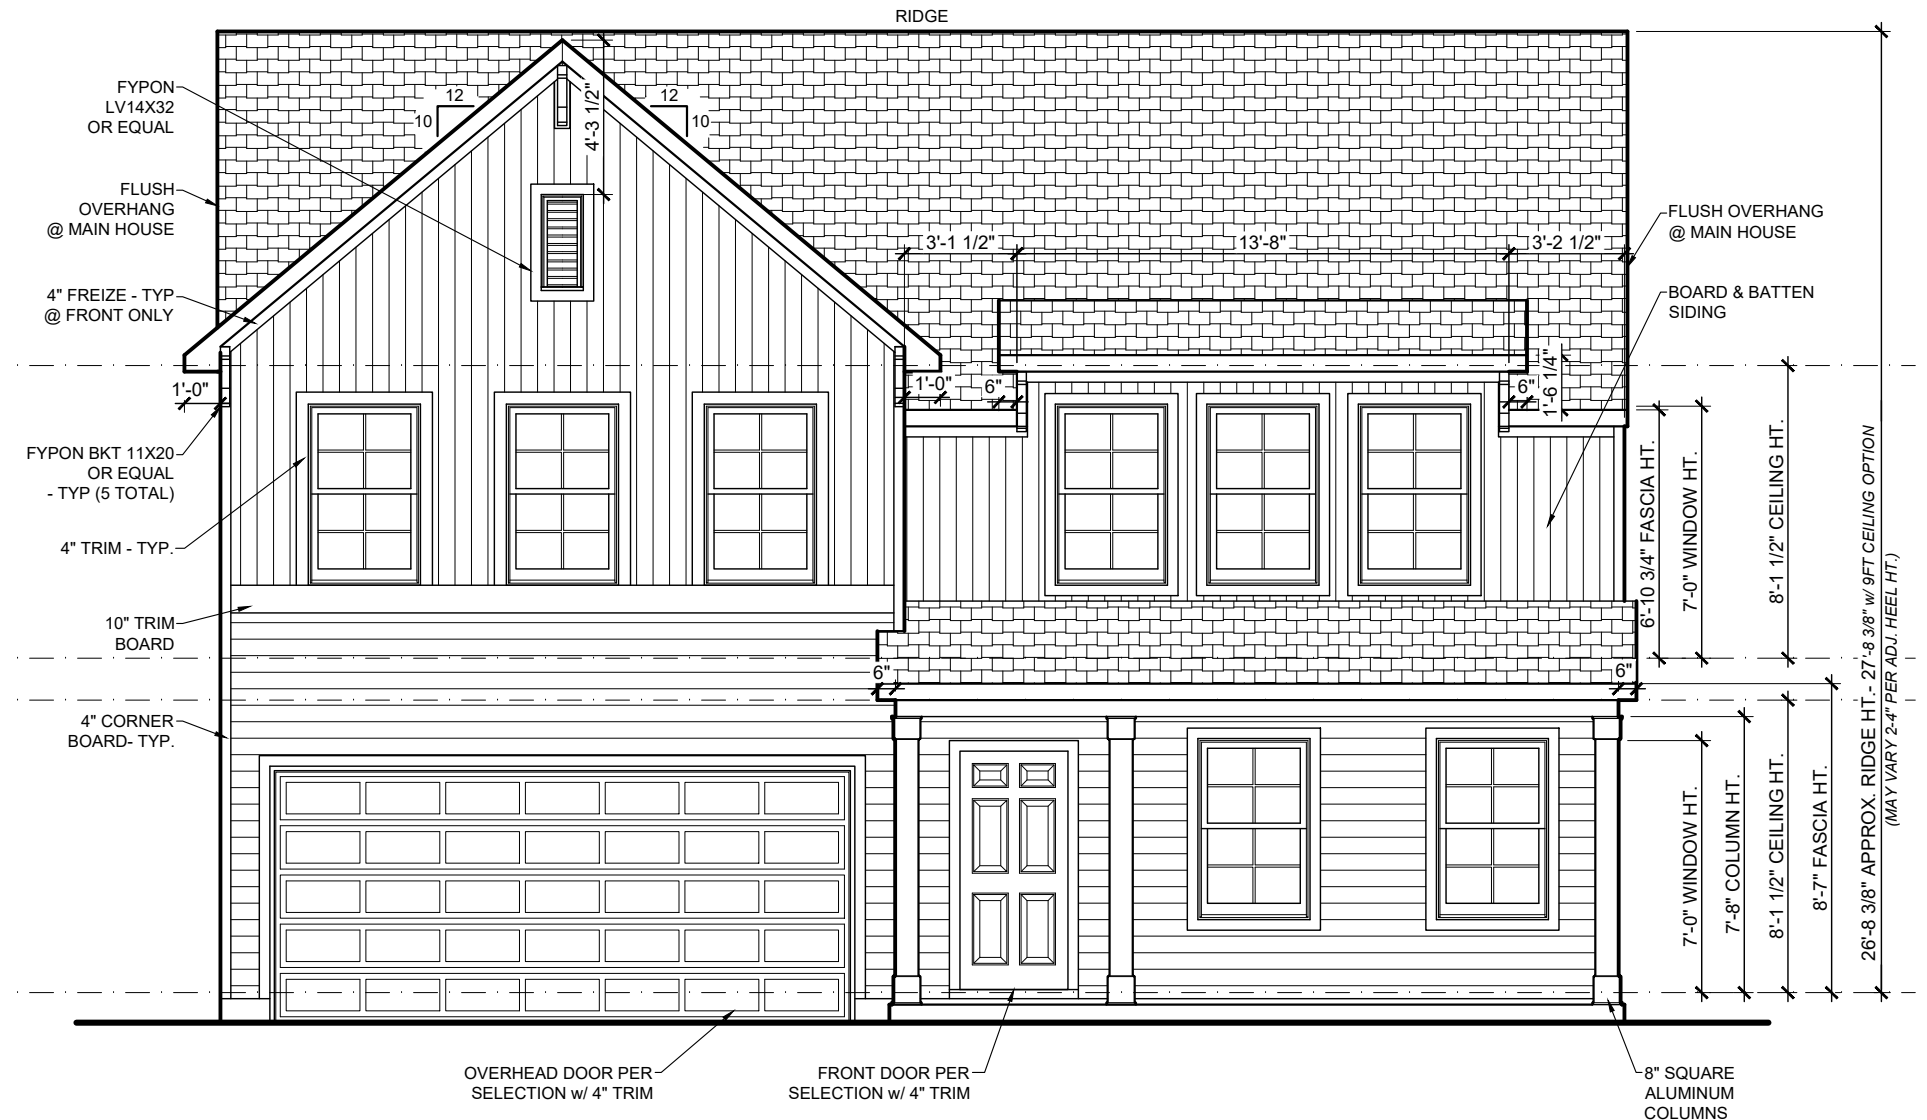 RIDGE
FYPON
LV14X32
OR EQUAL
12
10
12
10
4'-3 1/2"
FLUSH
OVERHANG
@ MAIN HOUSE
FLUSH OVERHANG
@ MAIN HOUSE
3'-1 1/2"
13'-8"
3'-2 1/2"
4" FREIZE - TYP
@ FRONT ONLY
BOARD & BATTEN
SIDING
1'-0"
1'-0"
6"
6"
1'-6 1/4"
FYPON BKT 11X20
OR EQUAL
- TYP (5 TOTAL)
4" TRIM - TYP.
6'-10 3/4" FASCIA HT.
7'-0" WINDOW HT.
8'-1 1/2" CEILING HT.
10" TRIM
BOARD
6"
6"
4" CORNER
BOARD- TYP.
7'-0" WINDOW HT.
7'-8" COLUMN HT.
8'-1 1/2" CEILING HT.
8'-7" FASCIA HT.
26'-8 3/8" APPROX. RIDGE HT.- 27'-8 3/8" w/ 9FT CEILING OPTION
(MAY VARY 2-4" PER ADJ. HEEL HT.)
OVERHEAD DOOR PER
SELECTION w/ 4" TRIM
FRONT DOOR PER
SELECTION w/ 4" TRIM
8" SQUARE
ALUMINUM
COLUMNS